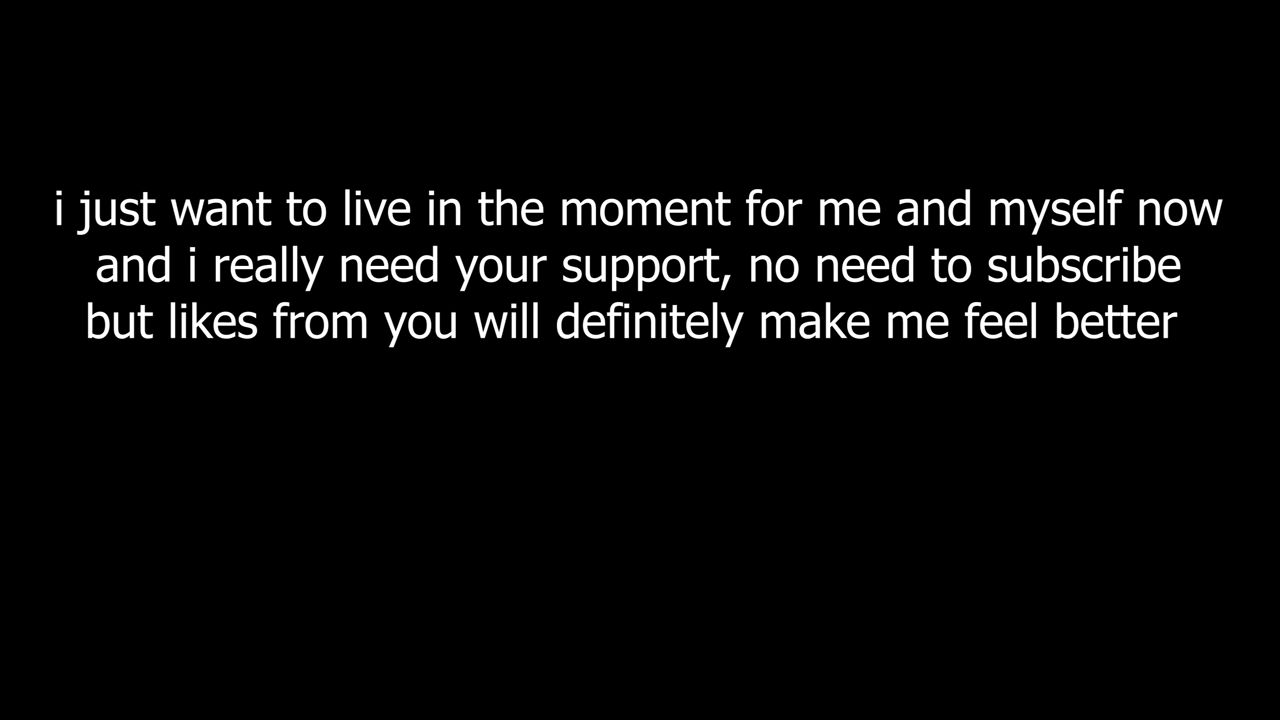 i just want to live in the moment for me and myself now
and i really need your support, no need to subscribe
but likes from you will definitely make me feel better